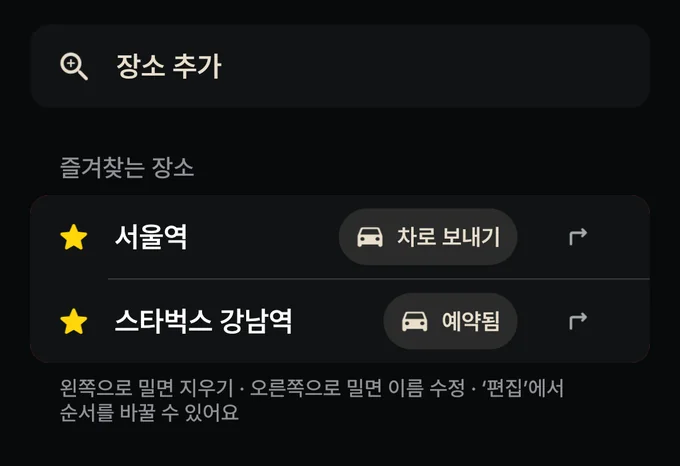 장소 추가
즐겨찾는 장소
서울역 차로 보내기
스타벅스 강남역 예약됨
왼쪽으로 밀면 지우기 · 오른쪽으로 밀면 이름 수정 · ‘편집’에서
순서를 바꿀 수 있어요